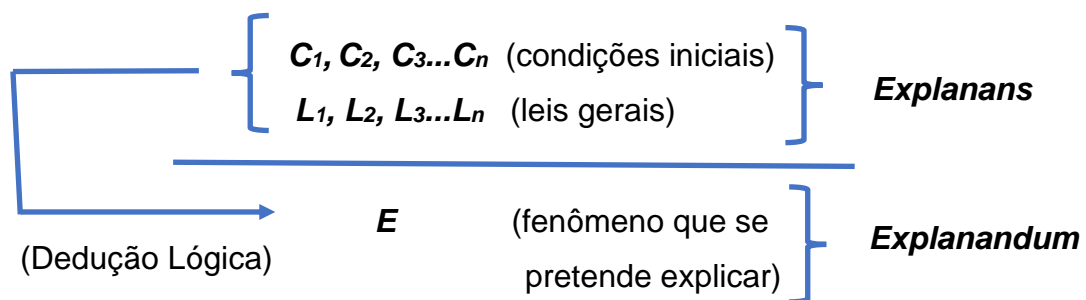 C1, C2, C3...Cn (condições iniciais)
Explanans
L1, L2, L3...Ln (leis gerais)
E (fenômeno que se
pretende explicar)
Explanandum
(Dedução Lógica)